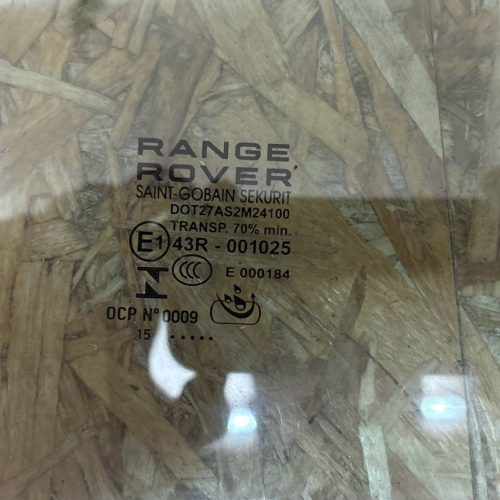 RANGE
ROVER
SAINT-GOBAIN SEKURIT
DOT27AS2M24100
TRANSP. 70% min.
E1 43R - 001025
CCC E 000184
OCP Nº 0009
15 ······